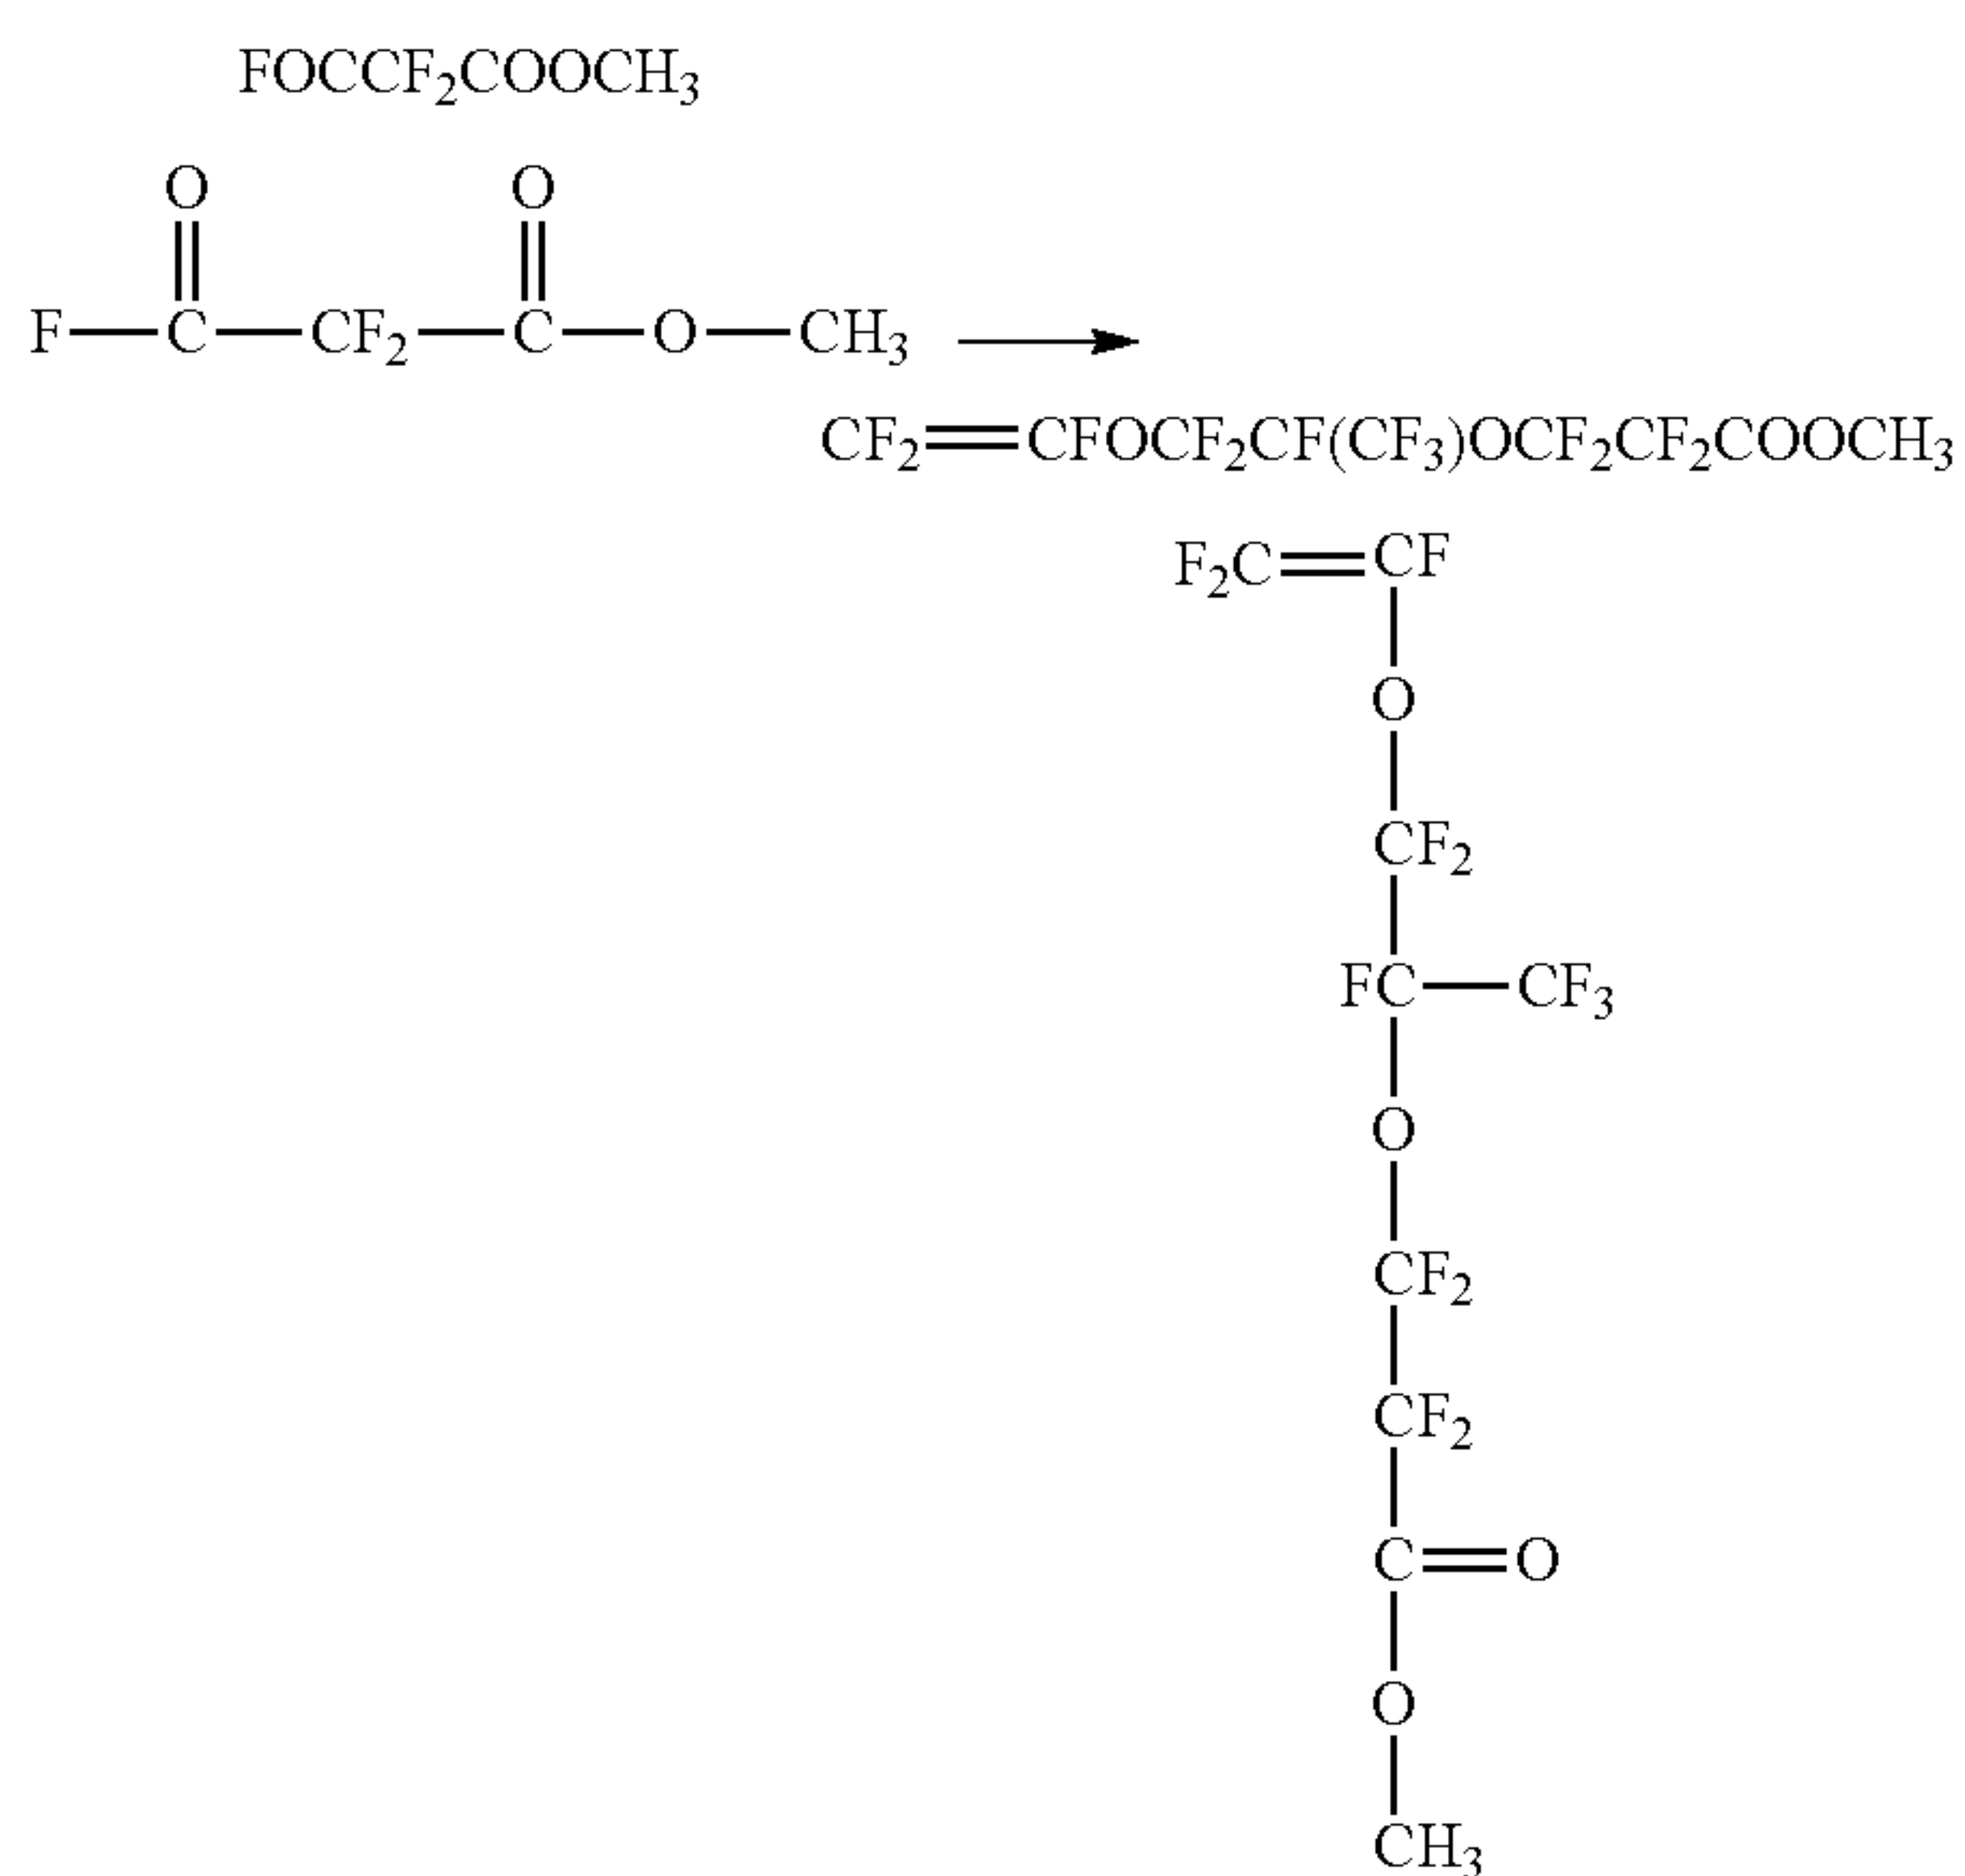 FOCCF₂COOCH₃
O O
F—C—CF₂—C—O—CH₃
CF₂=CFOCF₂CF(CF₃)OCF₂CF₂COOCH₃
F₂C=CF
O
CF₂
FC—CF₃
O
CF₂
CF₂
C=O
O
CH₃